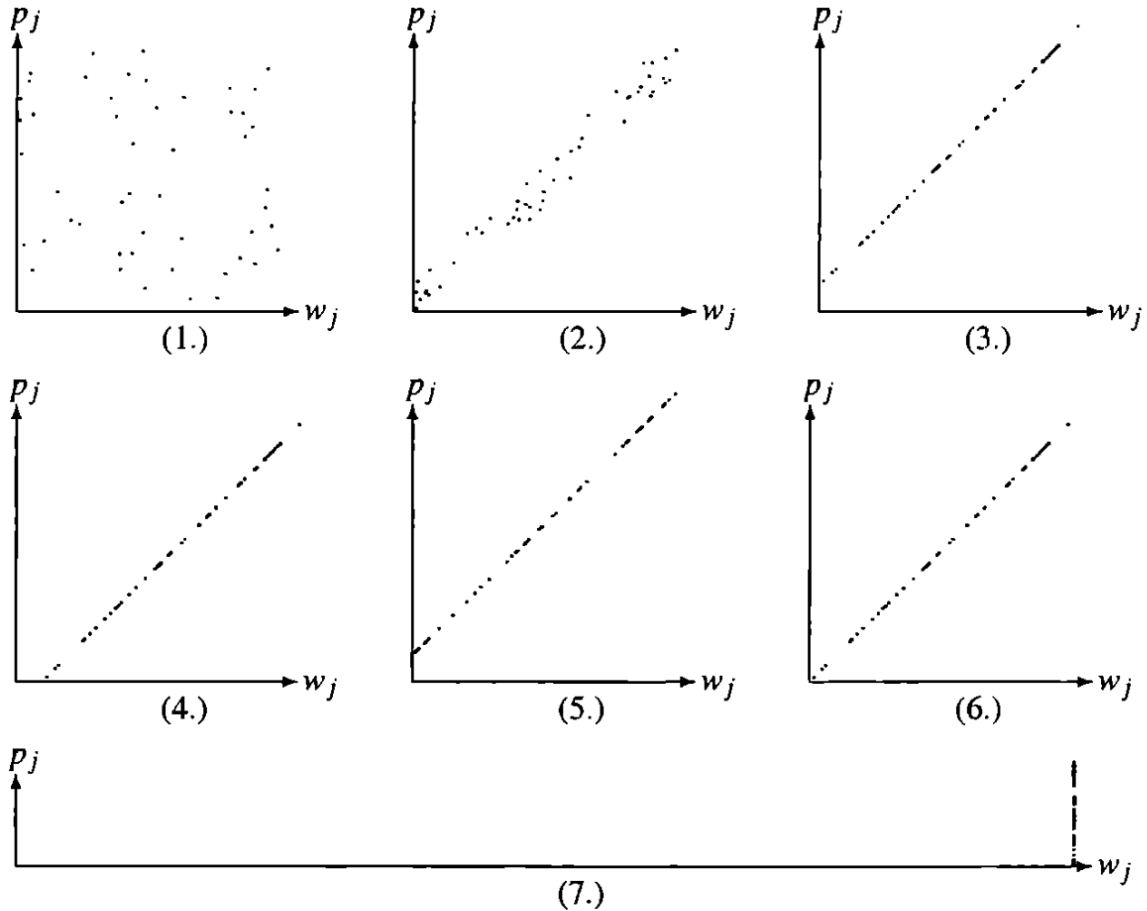 p_j p_j p_j
w_j w_j w_j
(1.) (2.) (3.)
p_j p_j p_j
w_j w_j w_j
(4.) (5.) (6.)
p_j
w_j
(7.)